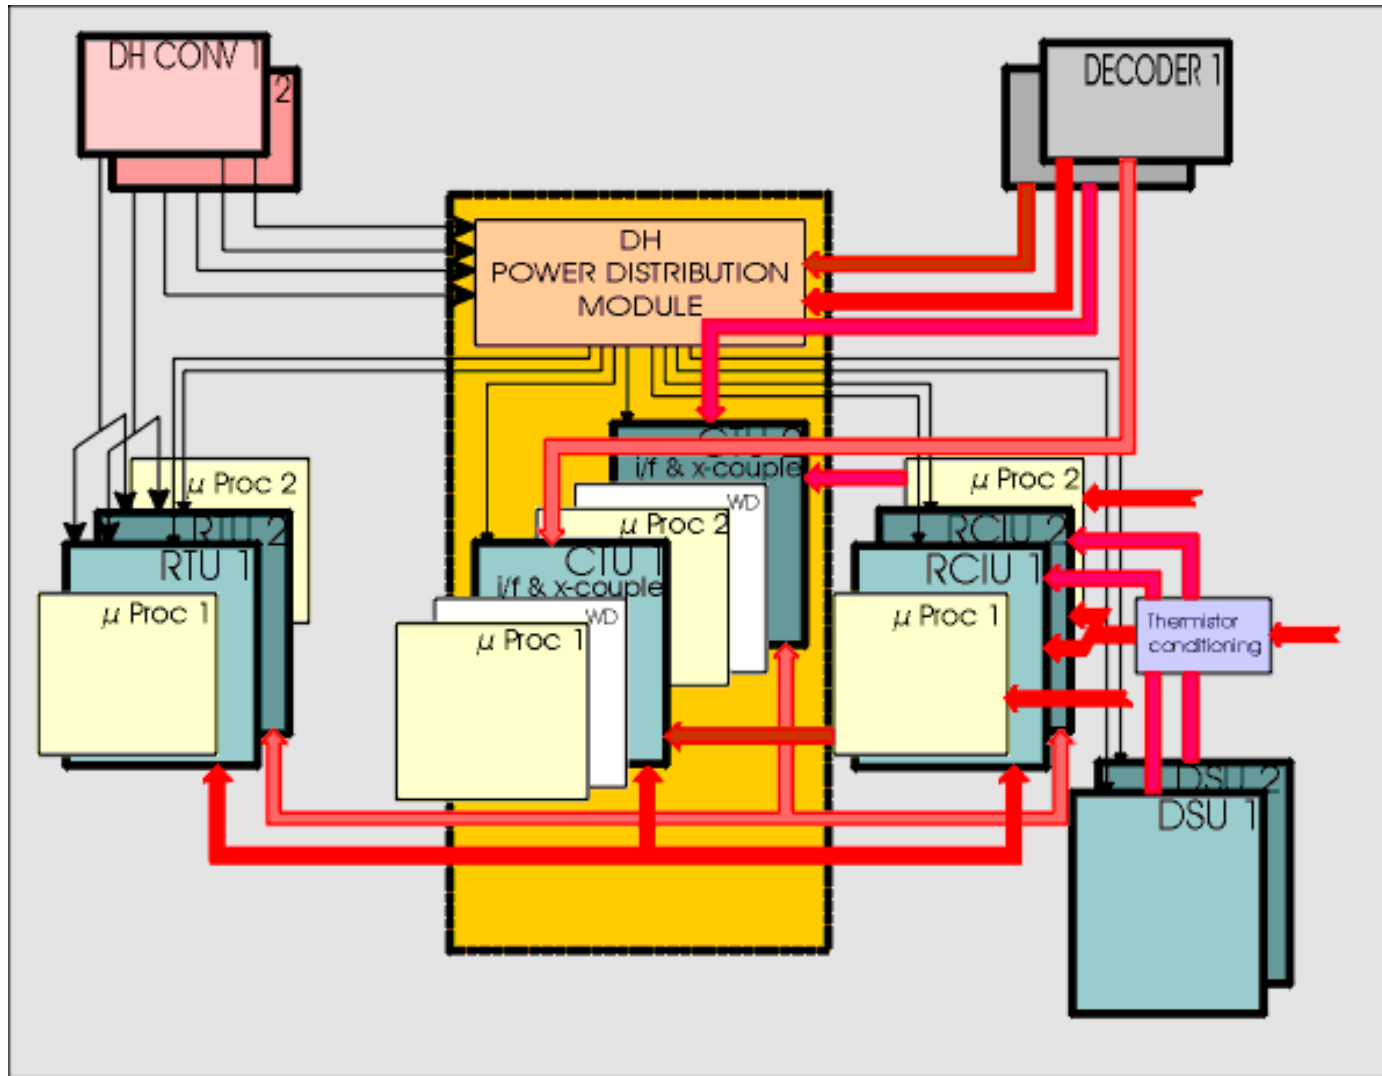 DH CONV 1
2
DECODER 1
DH
POWER DISTRIBUTION
MODULE
CTU 2
i/f & x-couple
WD
μ Proc 2
CTU 1
i/f & x-couple
WD
μ Proc 1
μ Proc 2
RTU 2
RTU 1
μ Proc 1
μ Proc 2
RCIU 2
RCIU 1
μ Proc 1
Thermistor
conditioning
DSU 2
DSU 1